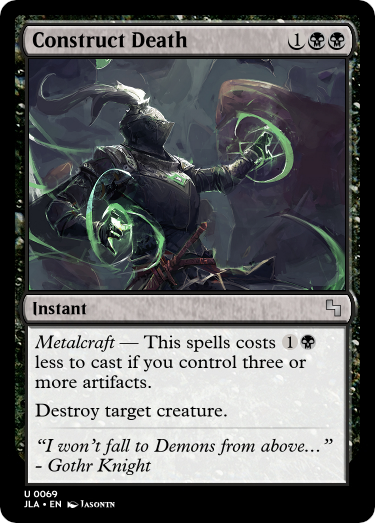 Construct Death 1
Instant
Metalcraft — This spells costs 1
less to cast if you control three or
more artifacts.
Destroy target creature.
“I won’t fall to Demons from above…”
- Gothr Knight
U 0069
JLA • EN Jasontn